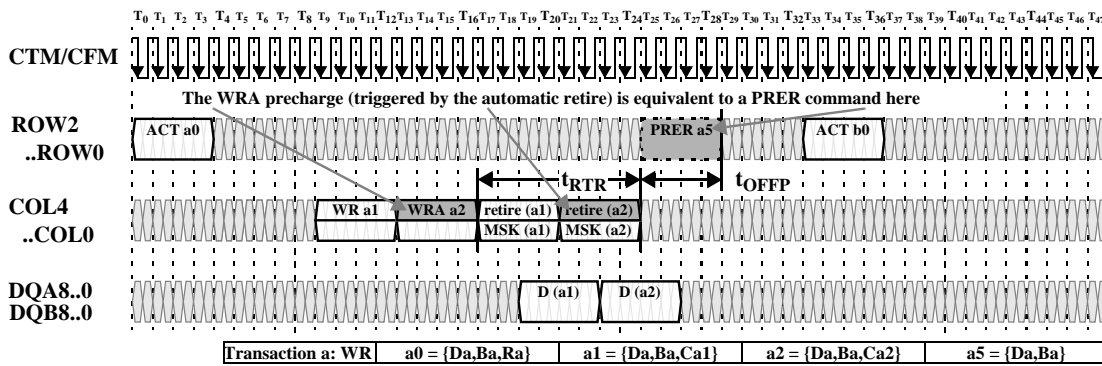 T0 T1 T2 T3 T4 T5 T6 T7 T8 T9 T10 T11 T12 T13 T14 T15 T16 T17 T18 T19 T20 T21 T22 T23 T24 T25 T26 T27 T28 T29 T30 T31 T32 T33 T34 T35 T36 T37 T38 T39 T40 T41 T42 T43 T44 T45 T46 T47
CTM/CFM
The WRA precharge (triggered by the automatic retire) is equivalent to a PRER command here
ROW2
..ROW0
ACT a0 PRER a5 ACT b0
tRTR tOFFP
COL4
..COL0
WR a1 WRA a2 retire (a1) retire (a2)
MSK (a1) MSK (a2)
DQA8..0
DQB8..0
D (a1) D (a2)
Transaction a: WR a0 = {Da,Ba,Ra} a1 = {Da,Ba,Ca1} a2 = {Da,Ba,Ca2} a5 = {Da,Ba}